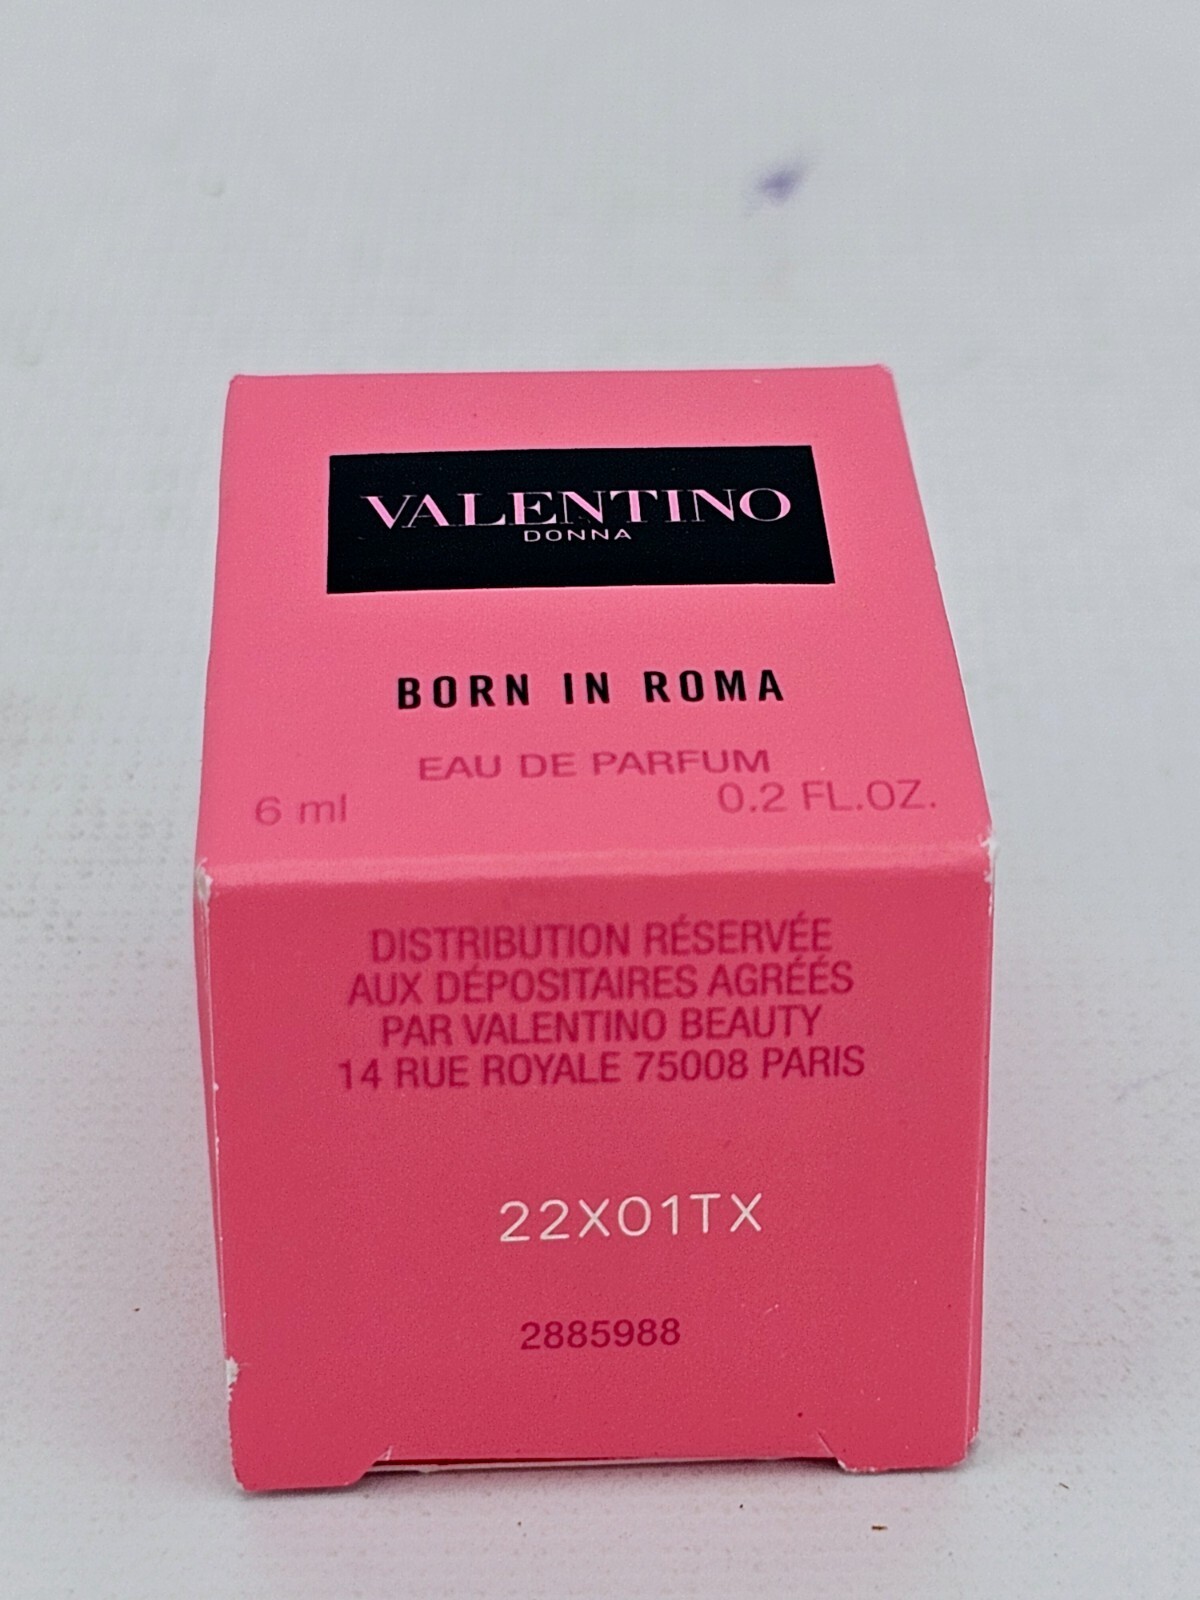 VALENTINO
DONNA
BORN IN ROMA
EAU DE PARFUM
6 ml 0.2 FL.OZ.
DISTRIBUTION RÉSERVÉE
AUX DÉPOSITAIRES AGRÉÉS
PAR VALENTINO BEAUTY
14 RUE ROYALE 75008 PARIS
22X01TX
2885988